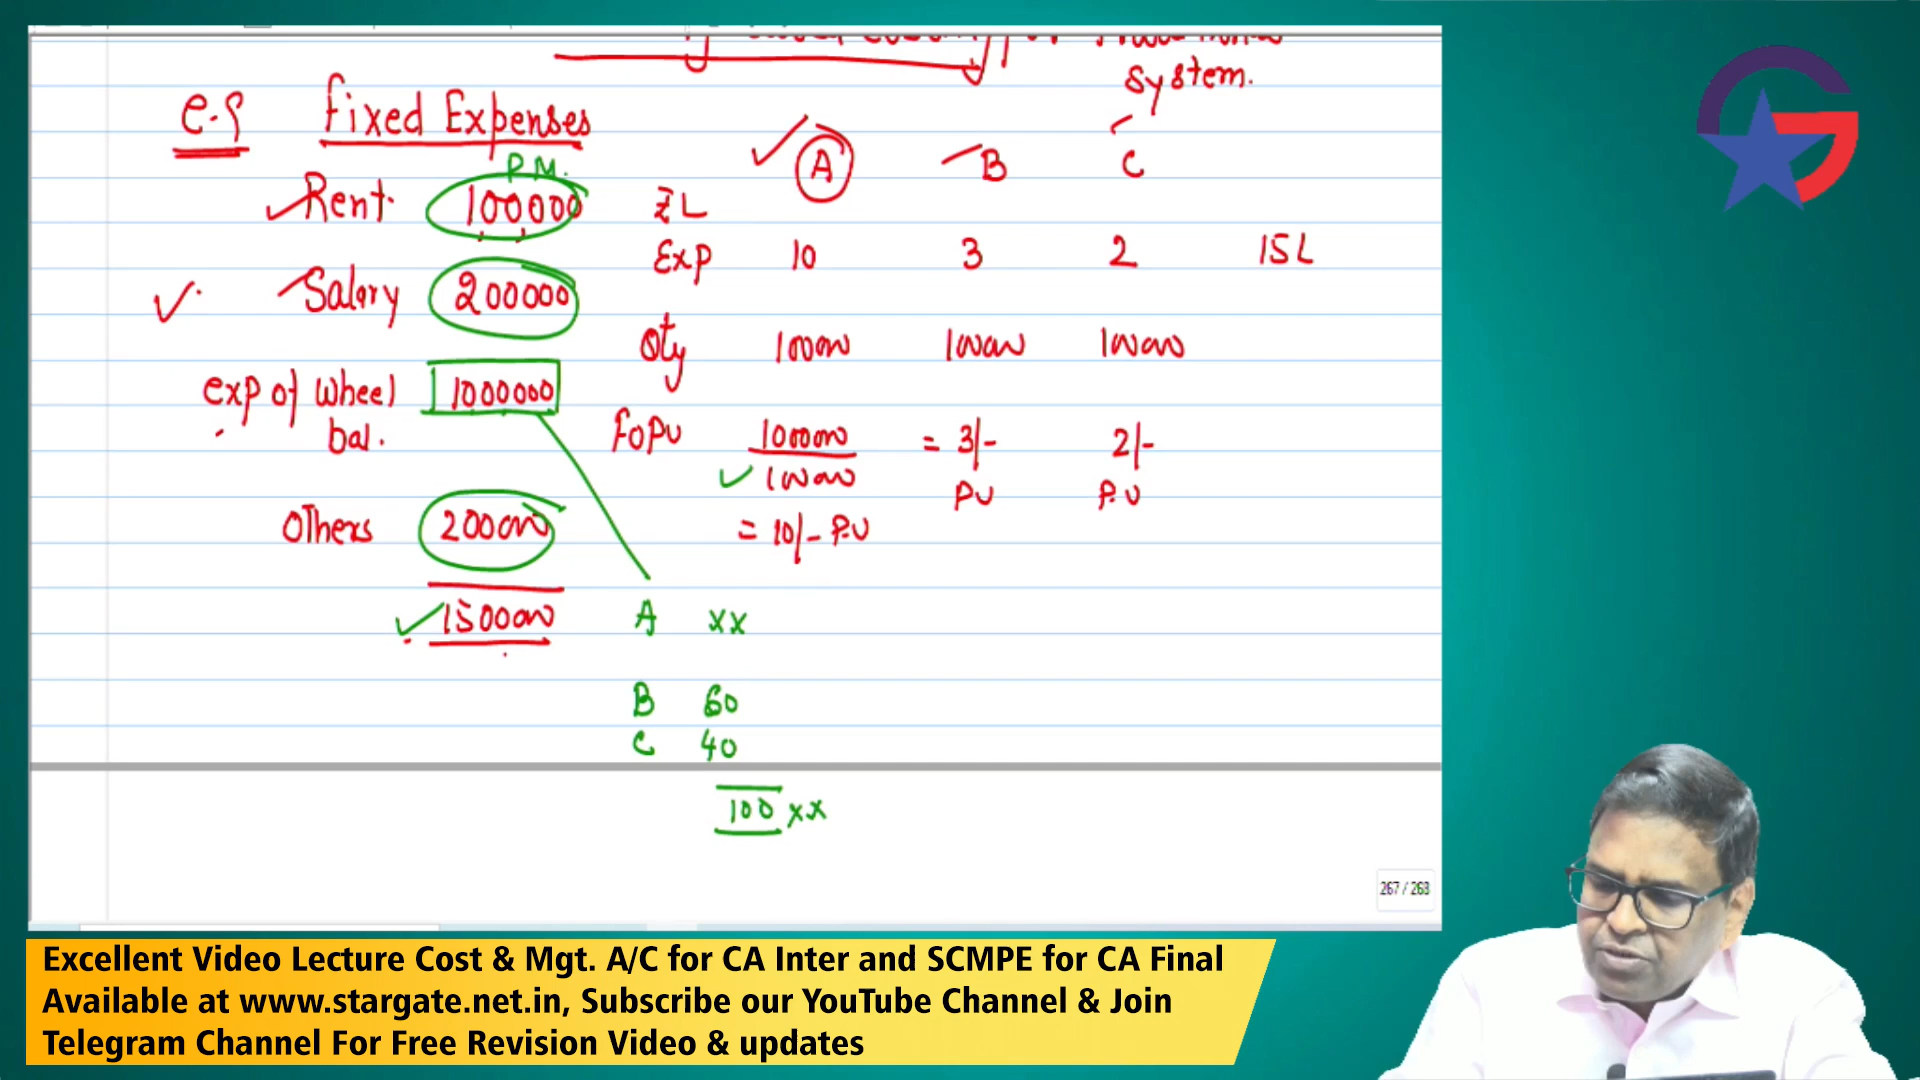 system.
e.g Fixed Expenses
P.M.
A B C
Rent. 100000
₹ L
Exp 10 3 2 15L
Salary 200000
Qty 100000 100000 100000
exp of wheel bal. 1000000
FOPU 1000000 = 3/- 2/-
100000 PU P.U
= 10/- P.U
Others 200000
1500000
A xx
B 60
C 40
100 xx
267 / 268
Excellent Video Lecture Cost & Mgt. A/C for CA Inter and SCMPE for CA Final
Available at www.stargate.net.in, Subscribe our YouTube Channel & Join
Telegram Channel For Free Revision Video & updates